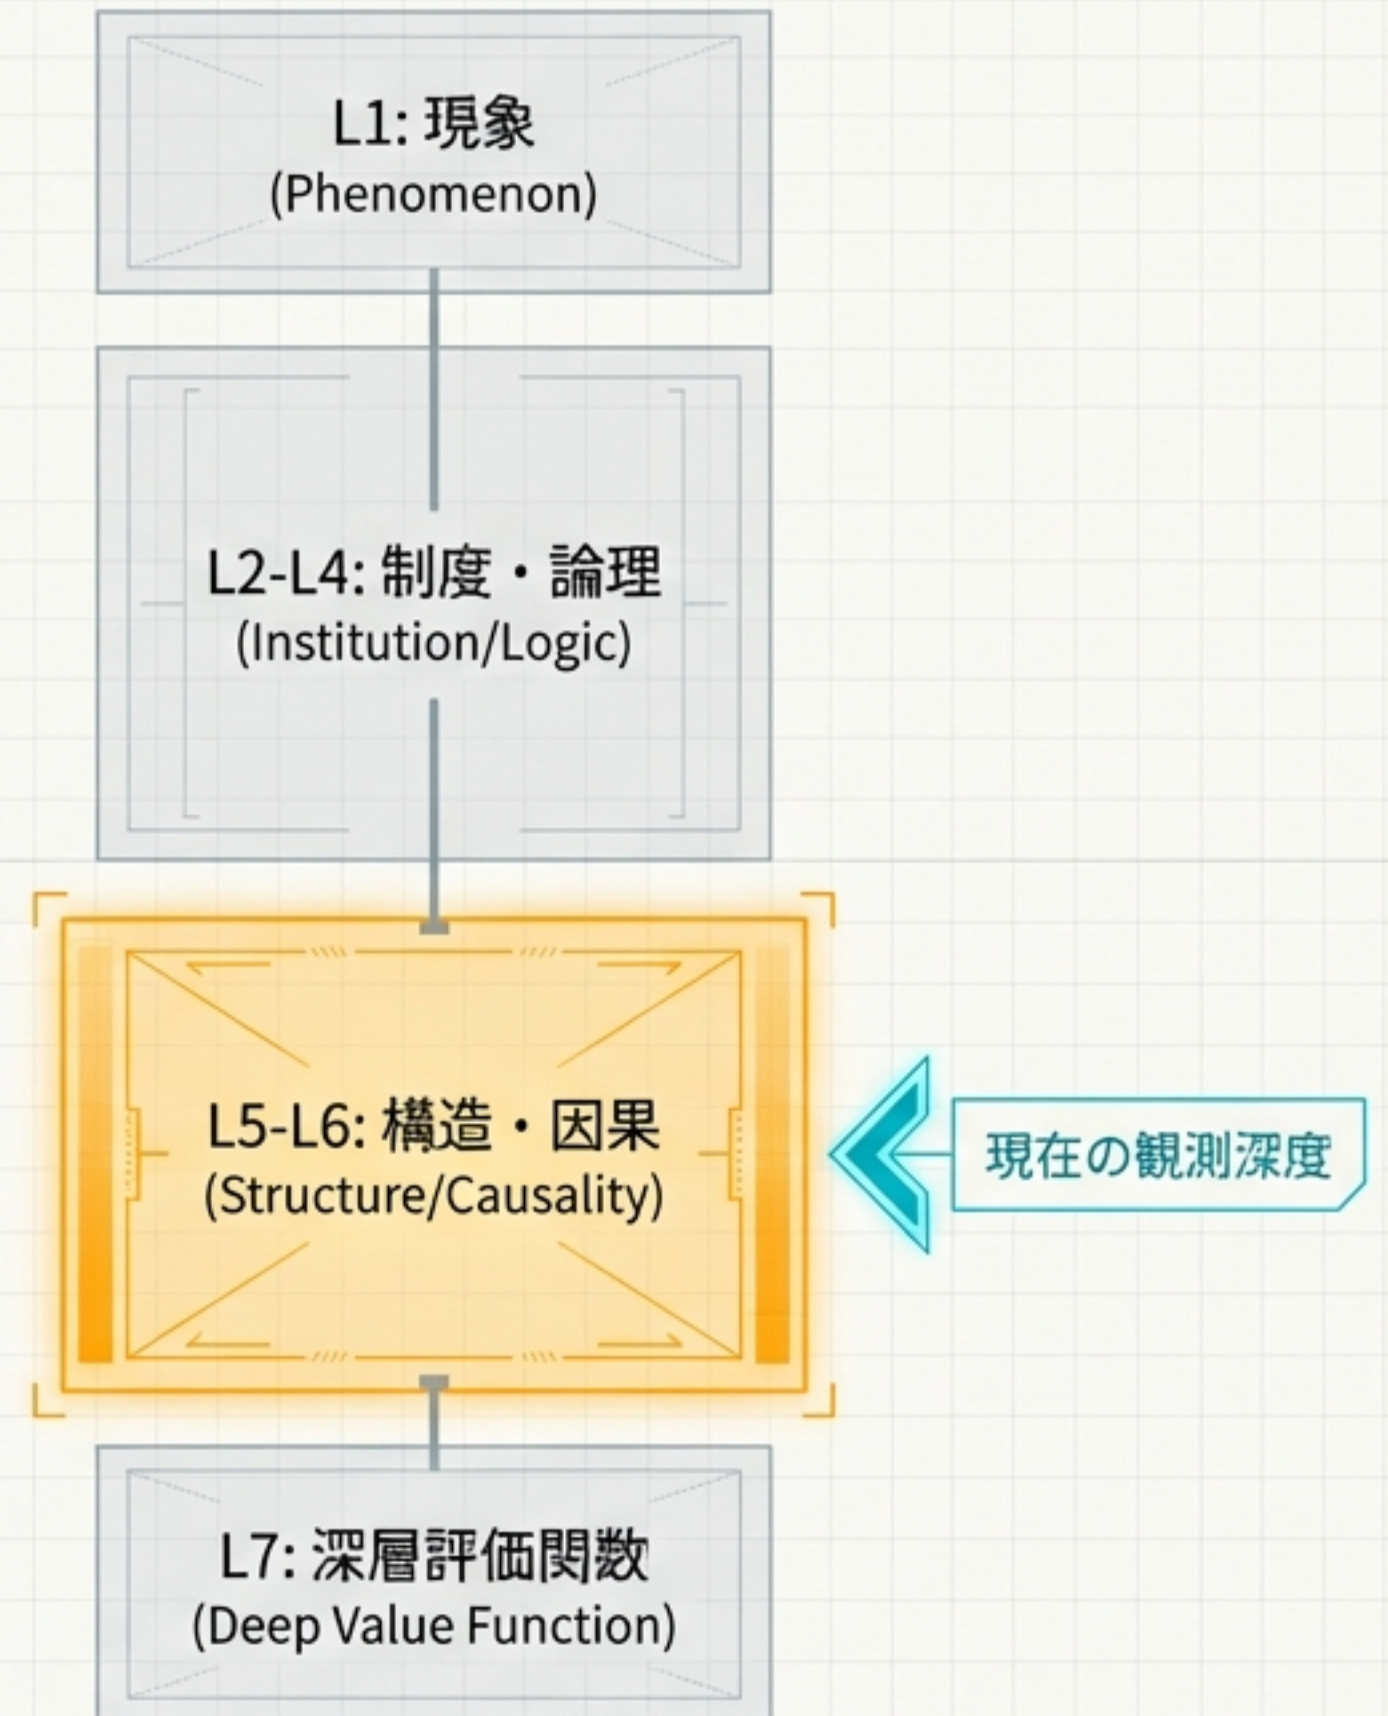 L1: 現象
(Phenomenon)
L2-L4: 制度・論理
(Institution/Logic)
L5-L6: 構造・因果
(Structure/Causality)
現在の観測深度
L7: 深層評価関数
(Deep Value Function)